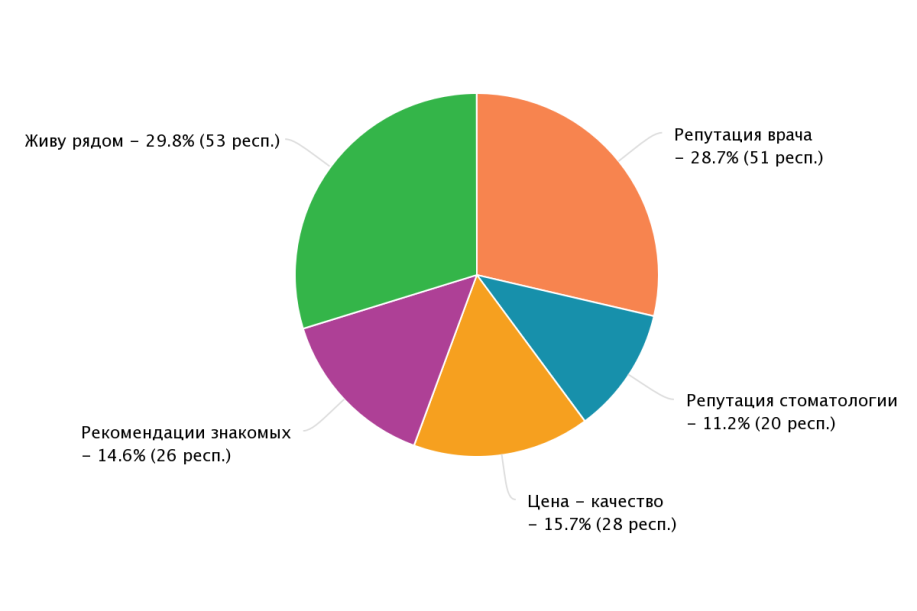 Живу рядом – 29.8% (53 респ.)
Репутация врача
– 28.7% (51 респ.)
Репутация стоматологии
– 11.2% (20 респ.)
Рекомендации знакомых
– 14.6% (26 респ.)
Цена – качество
– 15.7% (28 респ.)